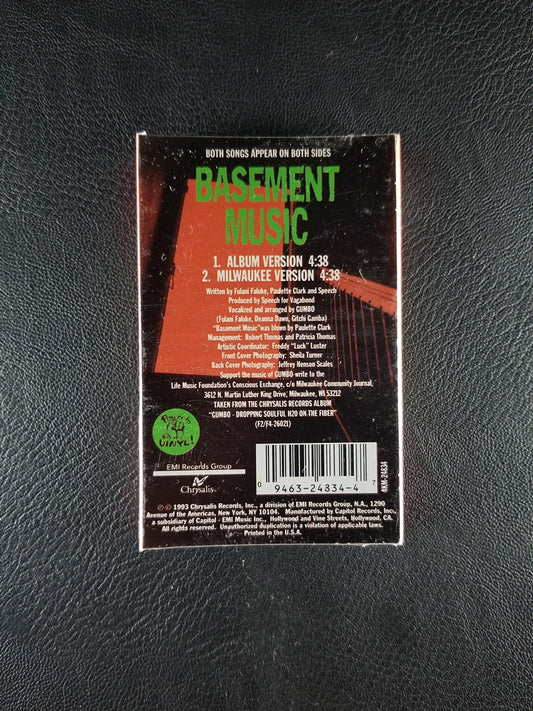 BOTH SONGS APPEAR ON BOTH SIDES
BASEMENT
MUSIC
1. ALBUM VERSION 4:38
2. MILWAUKEE VERSION 4:38
Written by Fulani Faluke, Paulette Clark and Speech
Produced by Speech for Vagabond
Vocalized and arranged by GUMBO
(Fulani Faluke, Deanna Dawn, Gitchi Gamba)
"Basement Music" was blown by Paulette Clark
Management: Robert Thomas and Patricia Thomas
Artistic Coordinator: Freddy "Luck" Luster
Front Cover Photography: Sheila Turner
Back Cover Photography: Jeffrey Henson Scales
Support the music of GUMBO-write to the
Life Music Foundation's Conscious Exchange, c/o Milwaukee Community Journal,
3612 N. Martin Luther King Drive, Milwaukee, WI 53212
TAKEN FROM THE CHRYSALIS RECORDS ALBUM
"GUMBO - DROPPING SOULFUL H2O ON THE FIBER"
(F2/F4-26021)
VINYL!
EMI Records Group
Chrysalis
0 9463-24834-4 7
4KM-24834
℗ © 1993 Chrysalis Records, Inc., a division of EMI Records Group, N.A., 1290
Avenue of the Americas, New York, NY 10104. Manufactured by Capitol Records, Inc.,
a subsidiary of Capitol - EMI Music Inc., Hollywood and Vine Streets, Hollywood, CA.
All rights reserved. Unauthorized duplication is a violation of applicable laws.
Printed in the U.S.A.